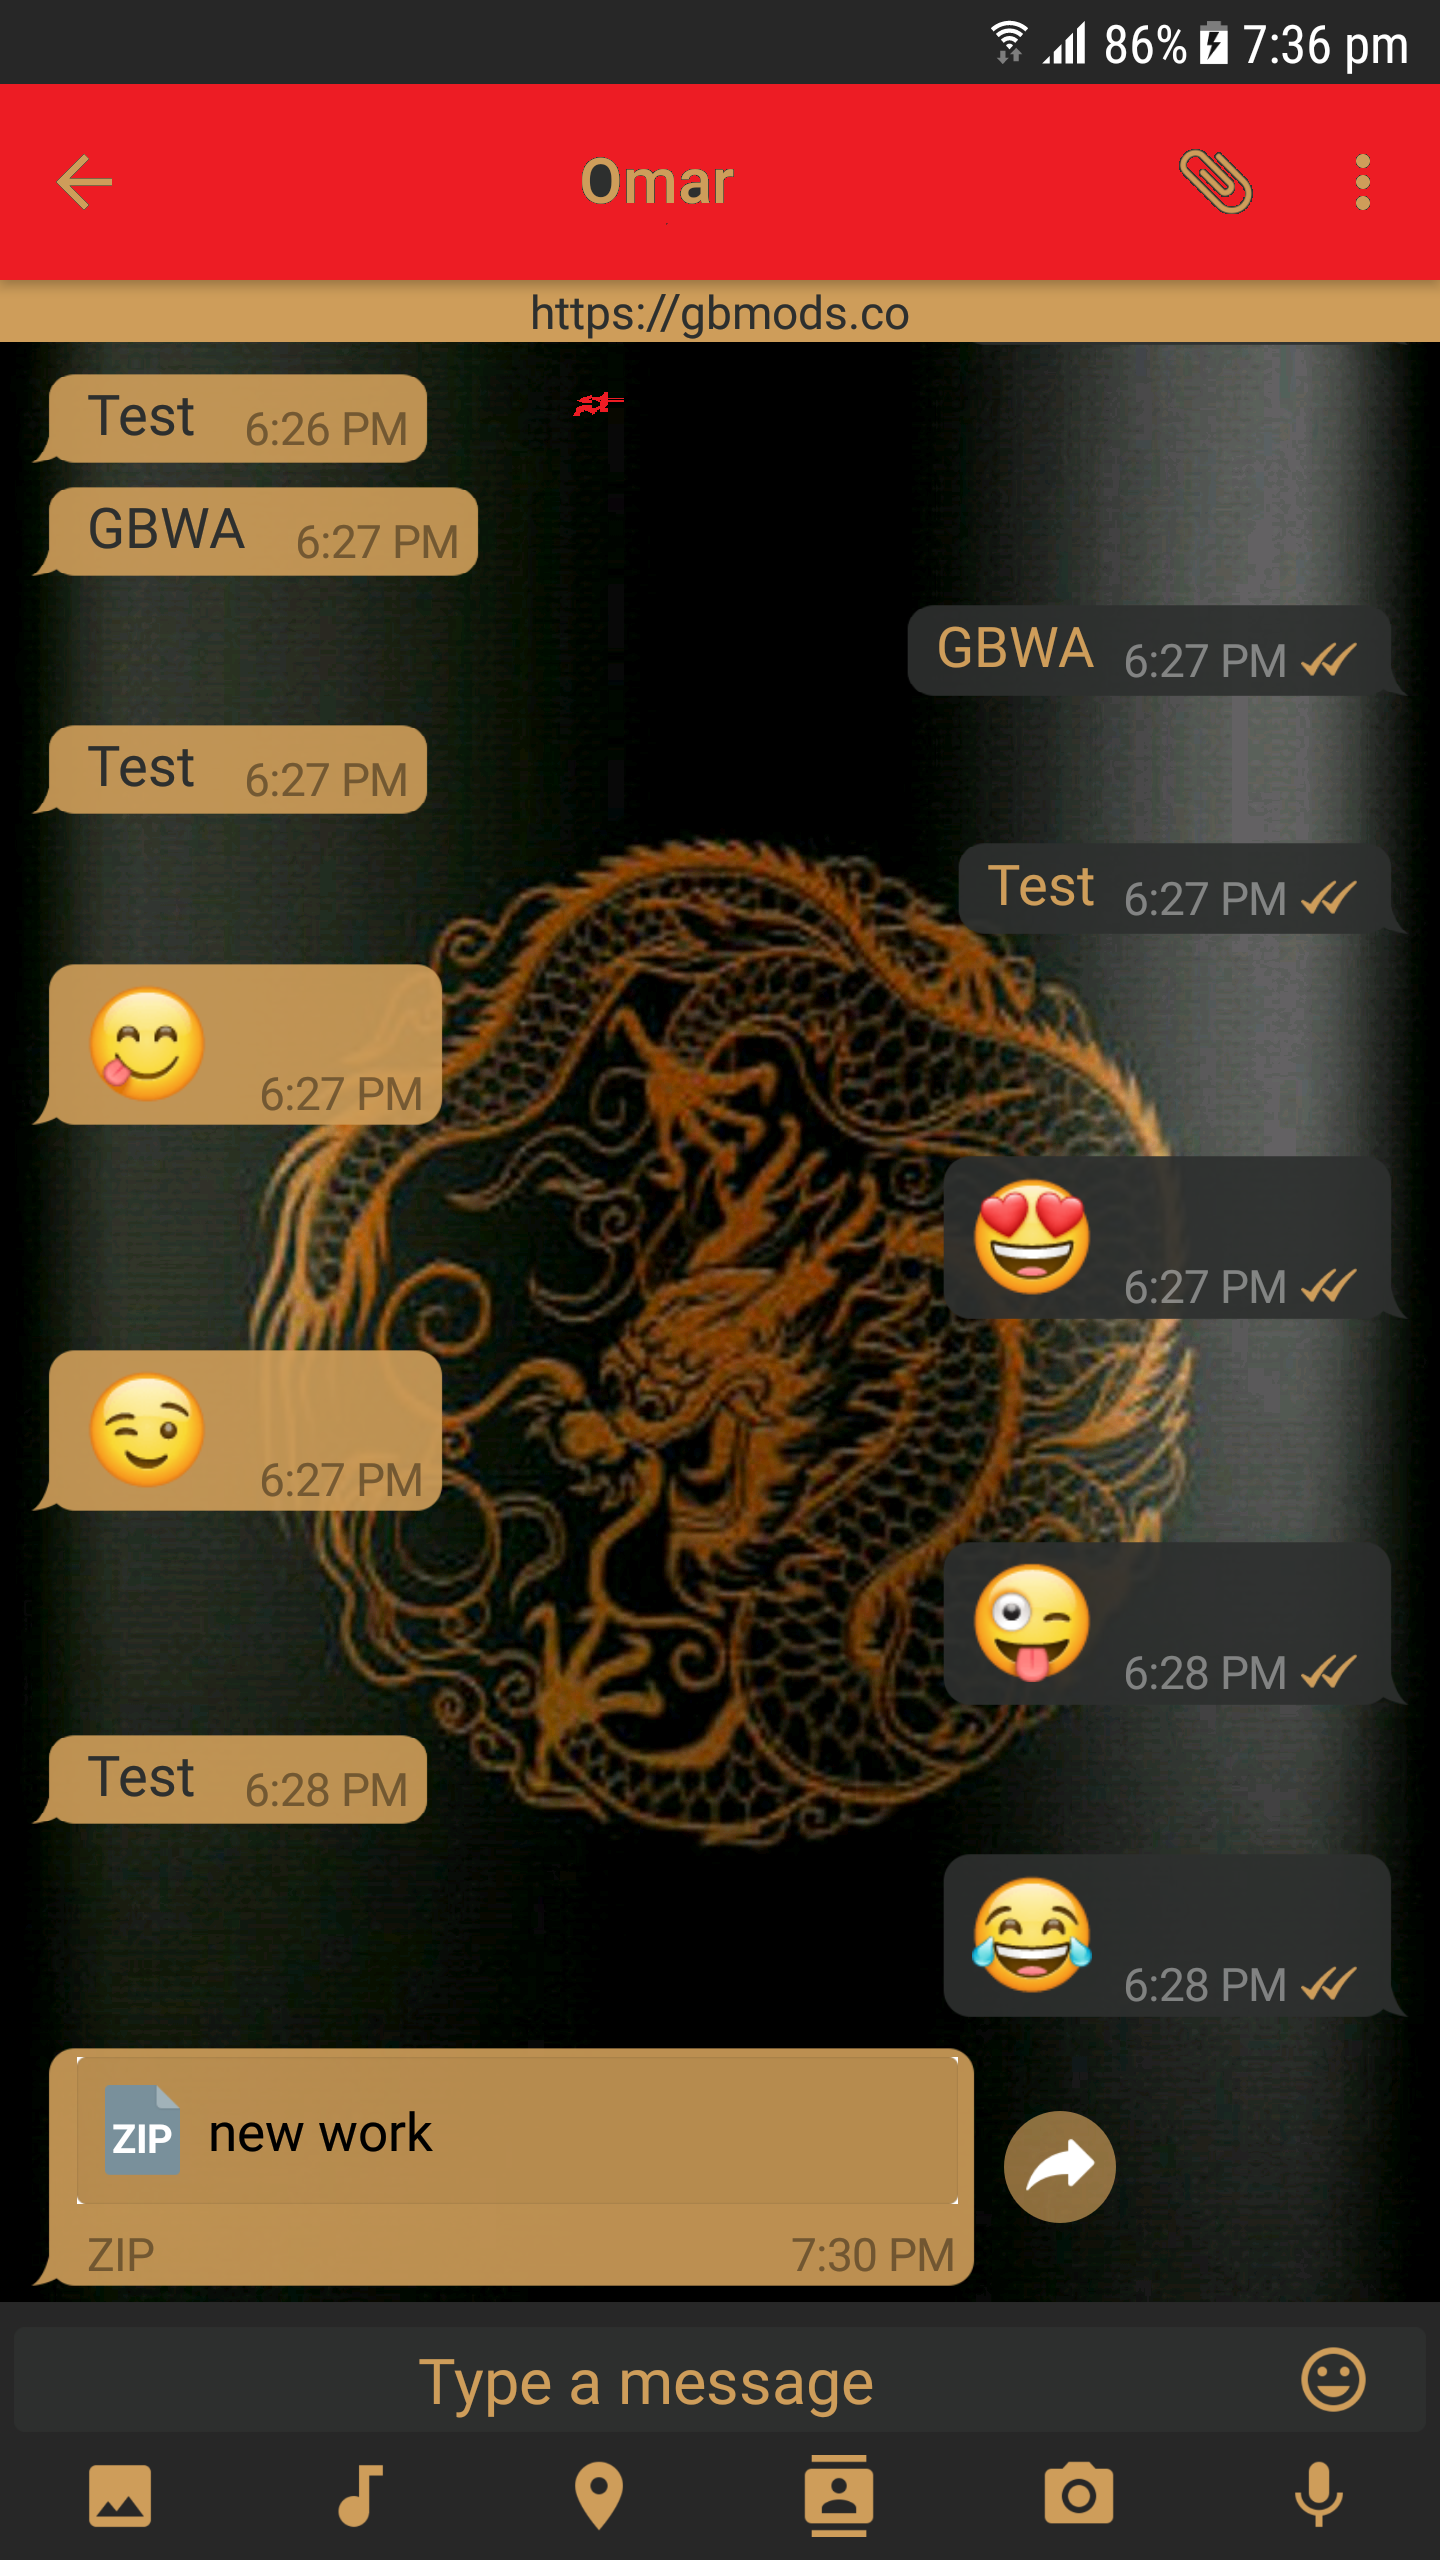 86% 7:36 pm
Omar
https://gbmods.co
Test 6:26 PM
GBWA 6:27 PM
GBWA 6:27 PM
Test 6:27 PM
Test 6:27 PM
6:27 PM
6:27 PM
6:27 PM
6:28 PM
Test 6:28 PM
6:28 PM
ZIP new work
ZIP 7:30 PM
Type a message